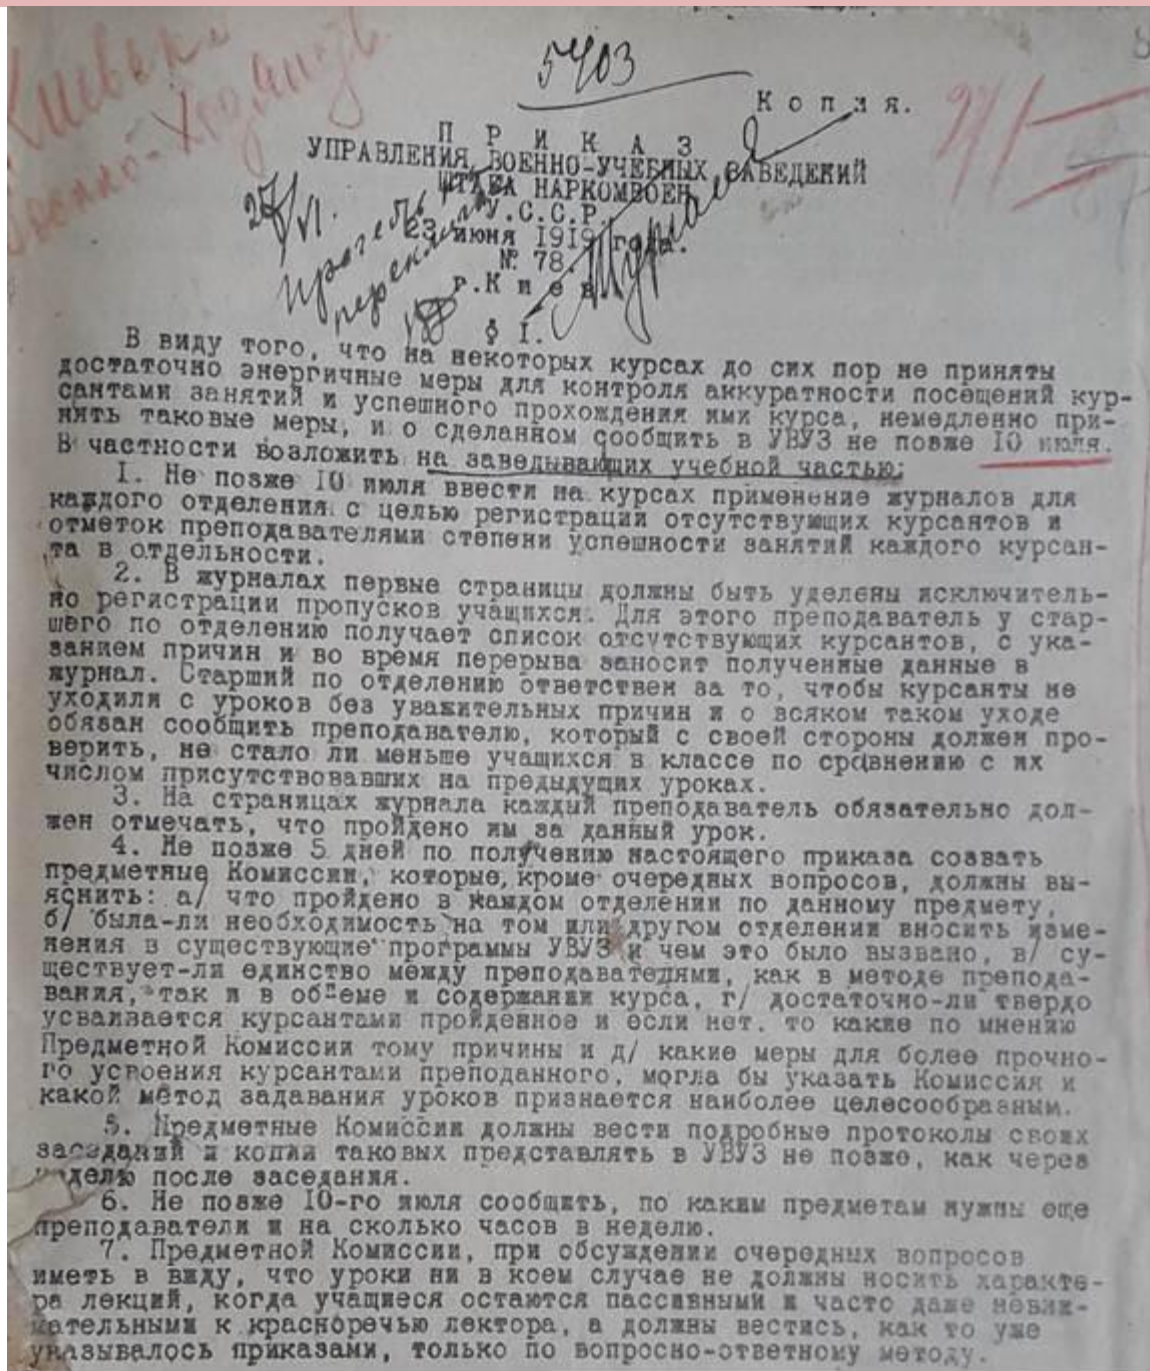 5403
Копия.
ПРИКАЗ
УПРАВЛЕНИЯ ВОЕННО-УЧЕБНЫХ ЗАВЕДЕНИЙ
ШТАБА НАРКОМВОЕН
У.С.С.Р.
23 июня 1919 года.
№ 78.
г.Киев.
§ I.
В виду того, что на некоторых курсах до сих пор не приняты
достаточно энергичные меры для контроля аккуратности посещений кур-
сантами занятий и успешного прохождения ими курса, немедленно при-
нять таковые меры, и о сделанном сообщить в УВУЗ не позже 10 июля.
В частности возложить на заведывающих учебной частью:
I. Не позже 10 июля ввести на курсах применение журналов для
каждого отделения с целью регистрации отсутствующих курсантов и
отметок преподавателями степени успешности занятий каждого курсан-
та в отдельности.
2. В журналах первые страницы должны быть уделены исключитель-
но регистрации пропусков учащихся. Для этого преподаватель у стар-
шего по отделению получает список отсутствующих курсантов, с ука-
занием причин и во время перерыва заносит полученные данные в
журнал. Старший по отделению ответствен за то, чтобы курсанты не
уходили с уроков без уважительных причин и о всяком таком уходе
обязан сообщить преподавателю, который с своей стороны должен про-
верить, не стало ли меньше учащихся в классе по сравнению с их
числом присутствовавших на предыдущих уроках.
3. На страницах журнала каждый преподаватель обязательно дол-
жен отмечать, что пройдено им за данный урок.
4. Не позже 5 дней по получению настоящего приказа созвать
предметные Комиссии, которые, кроме очередных вопросов, должны вы-
яснить: а/ что пройдено в каждом отделении по данному предмету,
б/ была-ли необходимость на том или другом отделении вносить изме-
нения в существующие программы УВУЗ и чем это было вызвано, в/ су-
ществует-ли единство между преподавателями, как в методе препода-
вания, так и в об"еме и содержании курса, г/ достаточно-ли твердо
усваивается курсантами пройденное и если нет. то какие по мнению
Предметной Комиссии тому причины и д/ какие меры для более прочно-
го усвоения курсантами преподанного, могла бы указать Комиссия и
какой метод задавания уроков признается наиболее целесообразным.
5. Предметные Комиссии должны вести подробные протоколы своих
заседаний и копии таковых представлять в УВУЗ не позже, как через
неделю после заседания.
6. Не позже 10-го июля сообщить, по каким предметам нужны еще
преподаватели и на сколько часов в неделю.
7. Предметной Комиссии, при обсуждении очередных вопросов
иметь в виду, что уроки ни в коем случае не должны носить характе-
ра лекций, когда учащиеся остаются пассивными и часто даже невни-
мательными к красноречью лектора, а должны вестись, как то уже
указывалось приказами, только по вопросно-ответному методу.